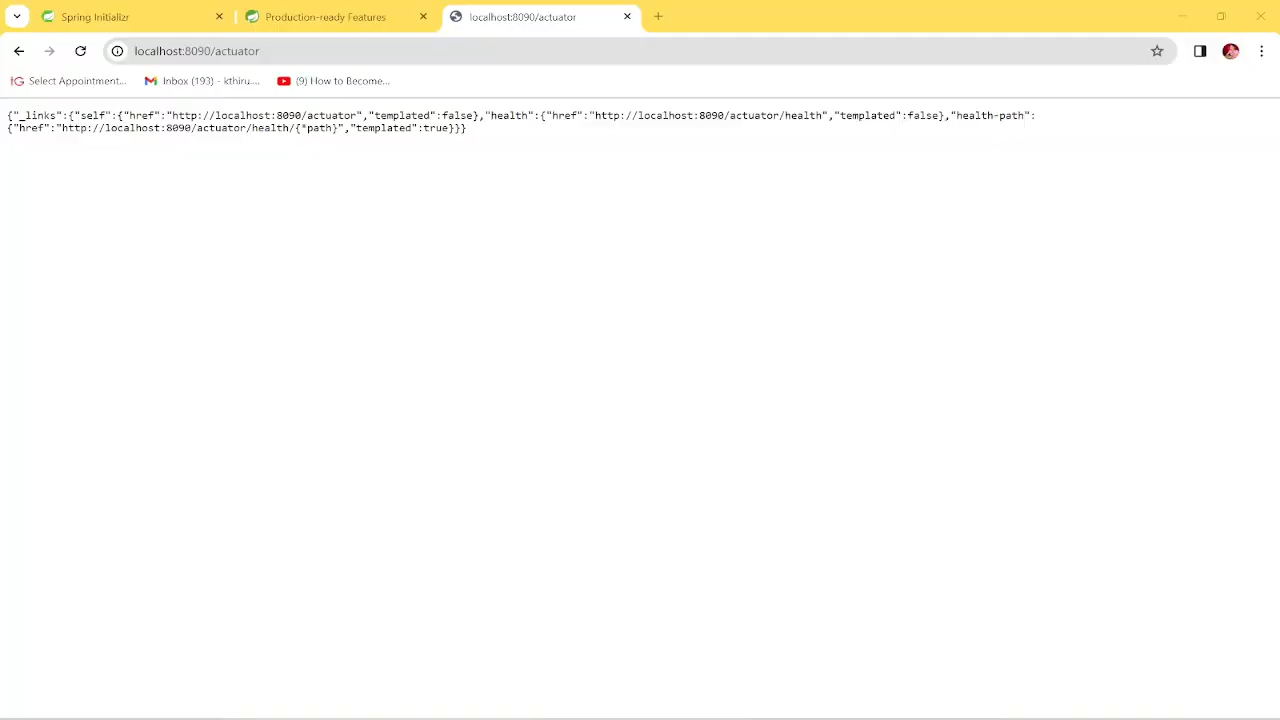 Spring Initializr
Production-ready Features
localhost:8090/actuator
localhost:8090/actuator
Select Appointment...
Inbox (193) - kthiru....
(9) How to Become...
{"_links":{"self":{"href":"http://localhost:8090/actuator","templated":false},"health":{"href":"http://localhost:8090/actuator/health","templated":false},"health-path":
{"href":"http://localhost:8090/actuator/health/{*path}","templated":true}}}